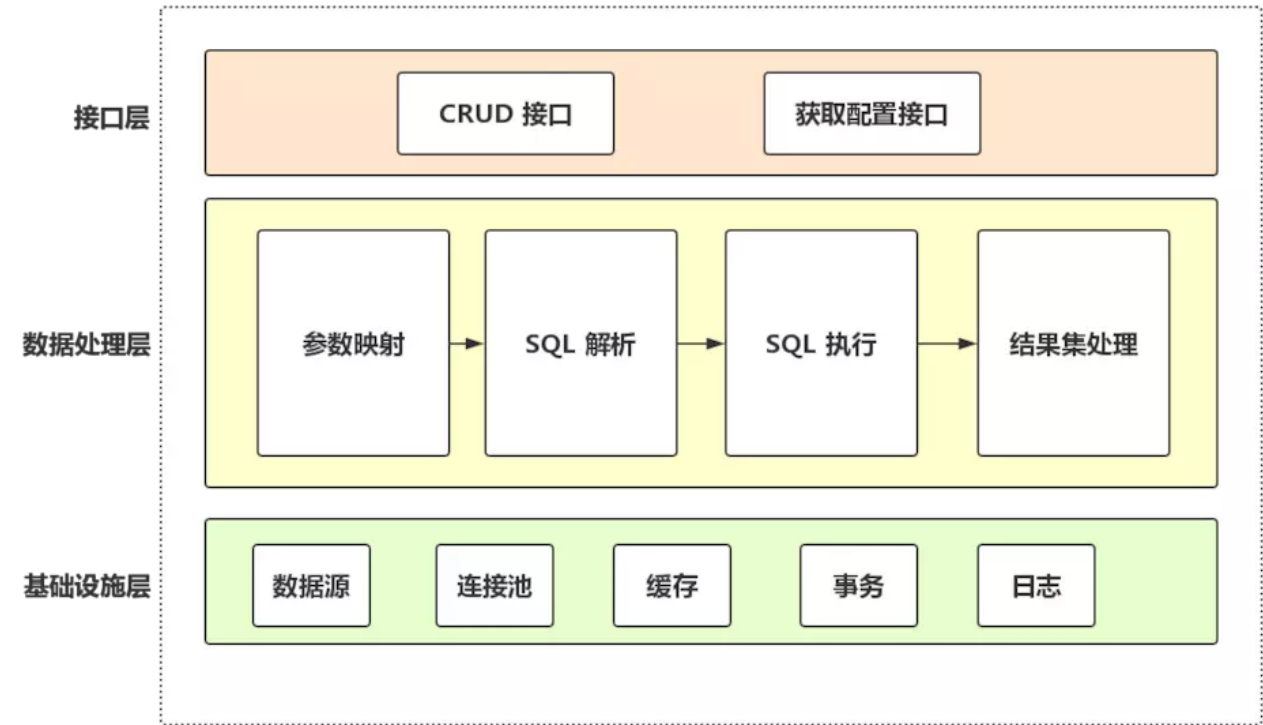 接口层
CRUD 接口
获取配置接口
数据处理层
参数映射
SQL 解析
SQL 执行
结果集处理
基础设施层
数据源
连接池
缓存
事务
日志